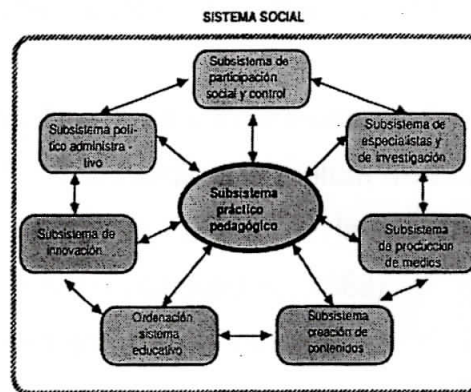 SISTEMA SOCIAL
Subsistema de
participación
social y control
Subsistema polí-
tico administra -
tivo
Subsistema de
especialistas y
de investigación
Subsistema
práctico
pedagógico
Subsistema de
innovación
Subsistema
de producción
de medios
Ordenación
sistema
educativo
Subsistema
creación de
contenidos